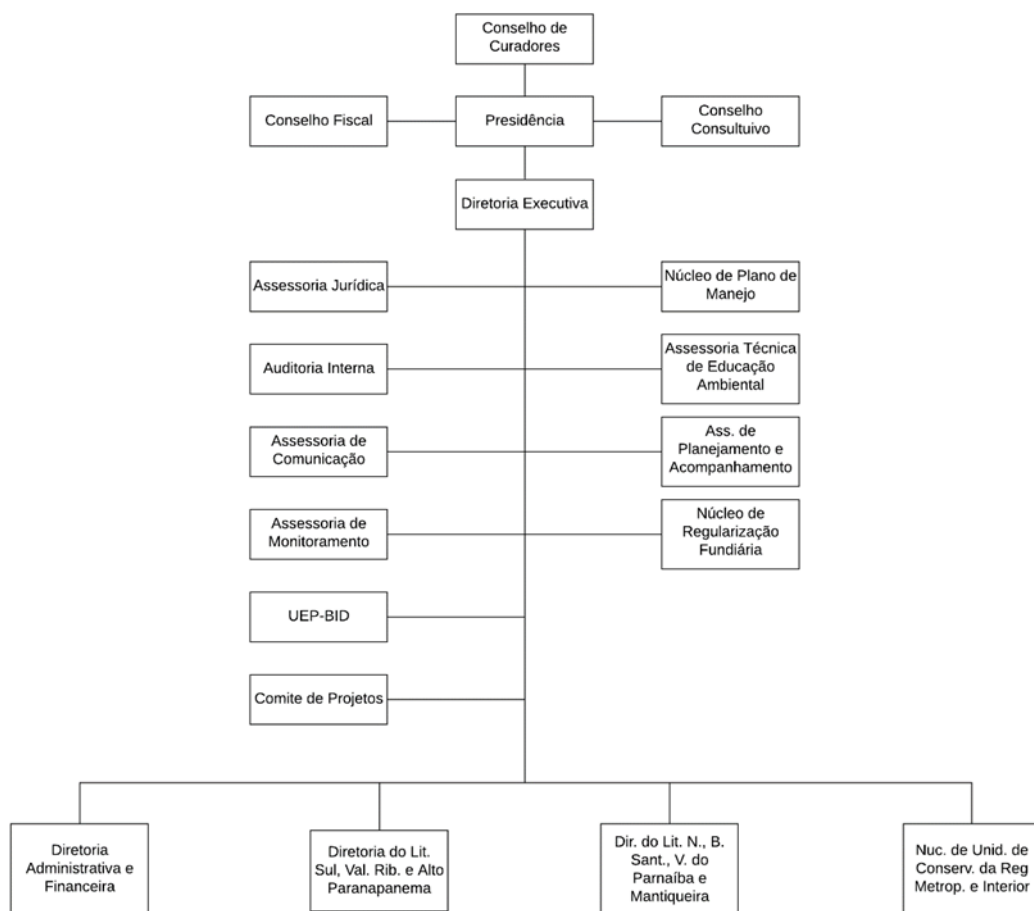 Conselho de
Curadores
Conselho Fiscal
Presidência
Conselho
Consultuivo
Diretoria Executiva
Assessoria Jurídica
Núcleo de Plano de
Manejo
Auditoria Interna
Assessoria Técnica
de Educação
Ambiental
Assessoria de
Comunicação
Ass. de
Planejamento e
Acompanhamento
Assessoria de
Monitoramento
Núcleo de
Regularização
Fundiária
UEP-BID
Comite de Projetos
Diretoria
Administrativa e
Financeira
Diretoria do Lit.
Sul, Val. Rib. e Alto
Paranapanema
Dir. do Lit. N., B.
Sant., V. do
Parnaíba e
Mantiqueira
Nuc. de Unid. de
Conserv. da Reg
Metrop. e Interior